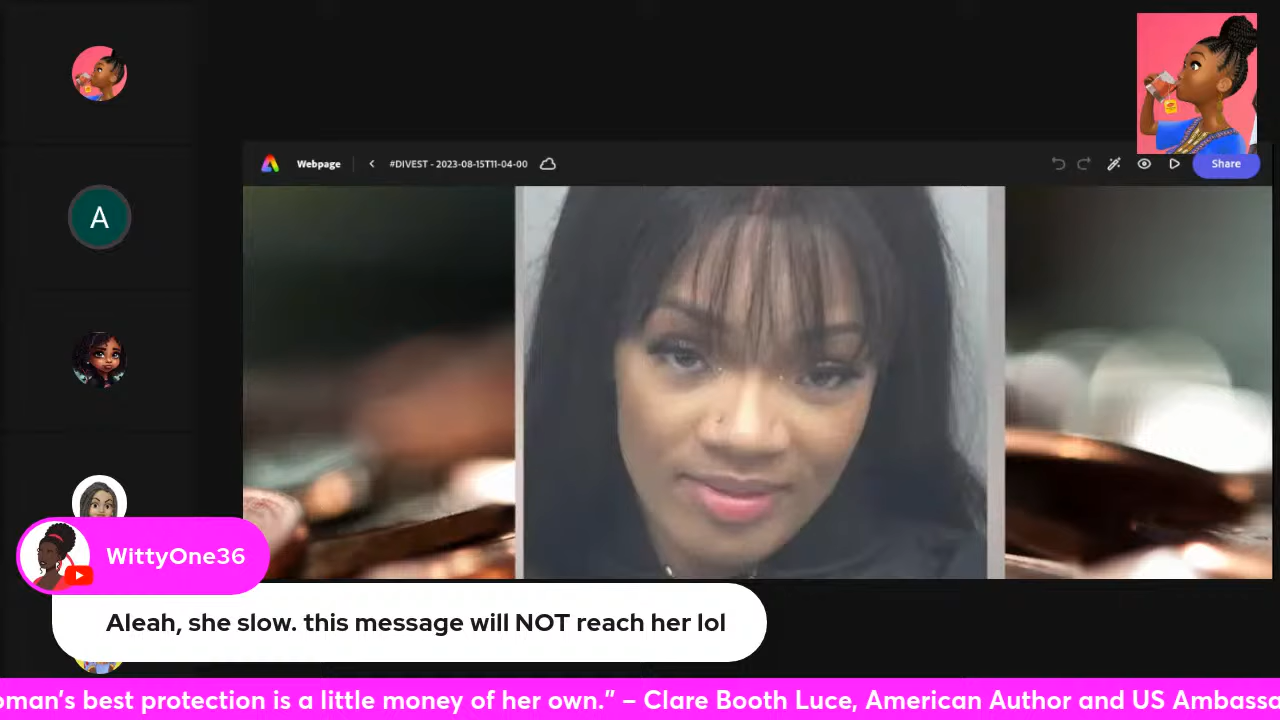 Webpage
#DIVEST - 2023-08-15T11-04-00
Share
A
WittyOne36
Aleah, she slow. this message will NOT reach her lol
oman's best protection is a little money of her own.” – Clare Booth Luce, American Author and US Ambassa